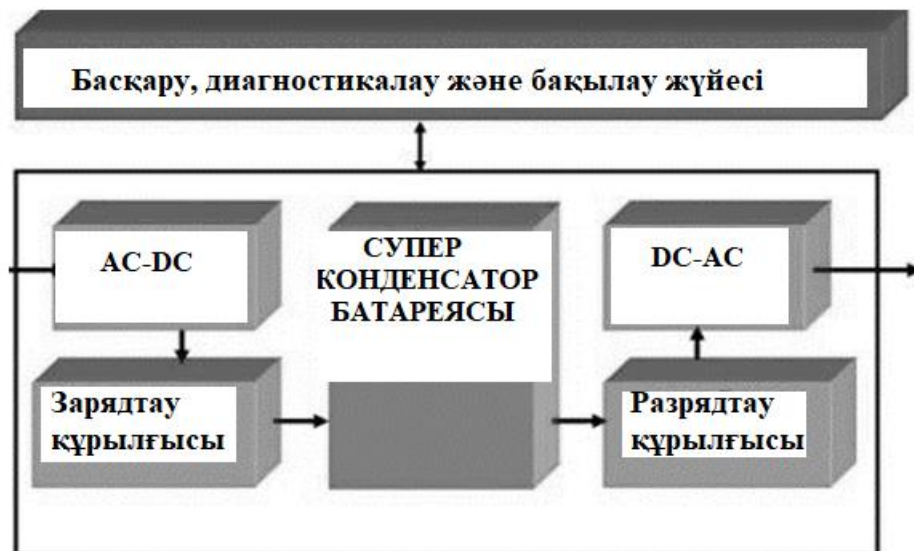 Басқару, диагностикалау және бақылау жүйесі
AC-DC
СУПЕР
КОНДЕНСАТОР
БАТАРЕЯСЫ
DC-AC
Зарядтау
құрылғысы
Разрядтау
құрылғысы